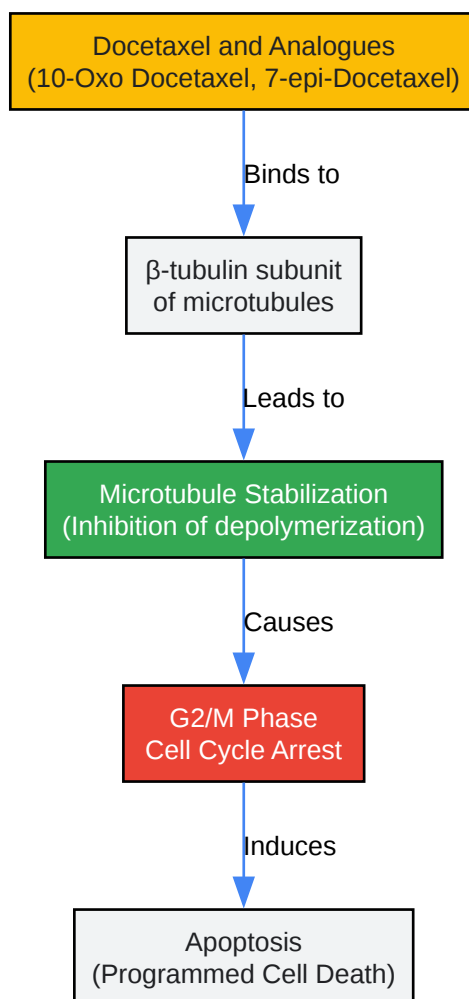 Docetaxel and Analogues
(10-Oxo Docetaxel, 7-epi-Docetaxel)
Binds to
β-tubulin subunit
of microtubules
Leads to
Microtubule Stabilization
(Inhibition of depolymerization)
Causes
G2/M Phase
Cell Cycle Arrest
Induces
Apoptosis
(Programmed Cell Death)